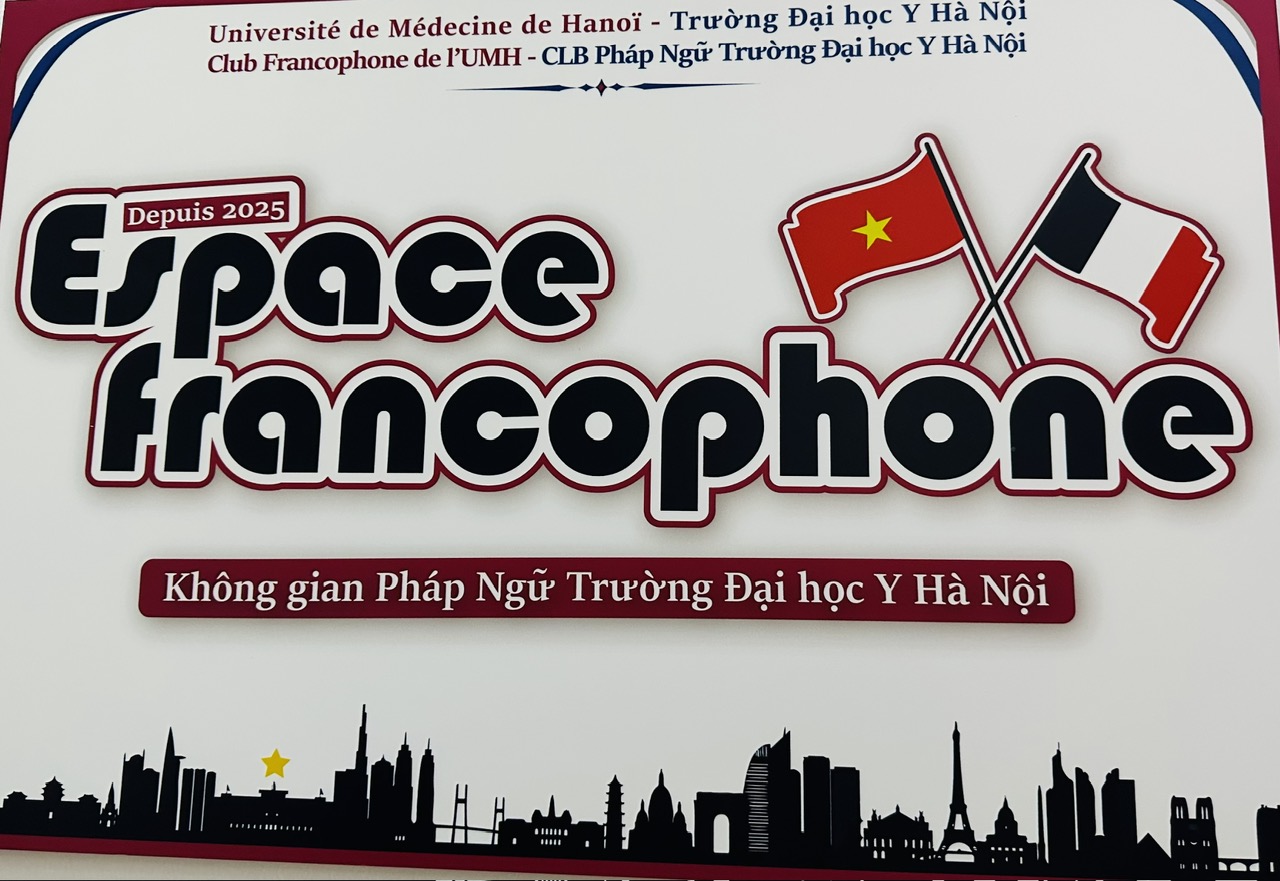 Université de Médecine de Hanoï - Trường Đại học Y Hà Nội
Club Francophone de l'UMH - CLB Pháp Ngữ Trường Đại học Y Hà Nội
Depuis 2025
Espace
francophone
Không gian Pháp Ngữ Trường Đại học Y Hà Nội